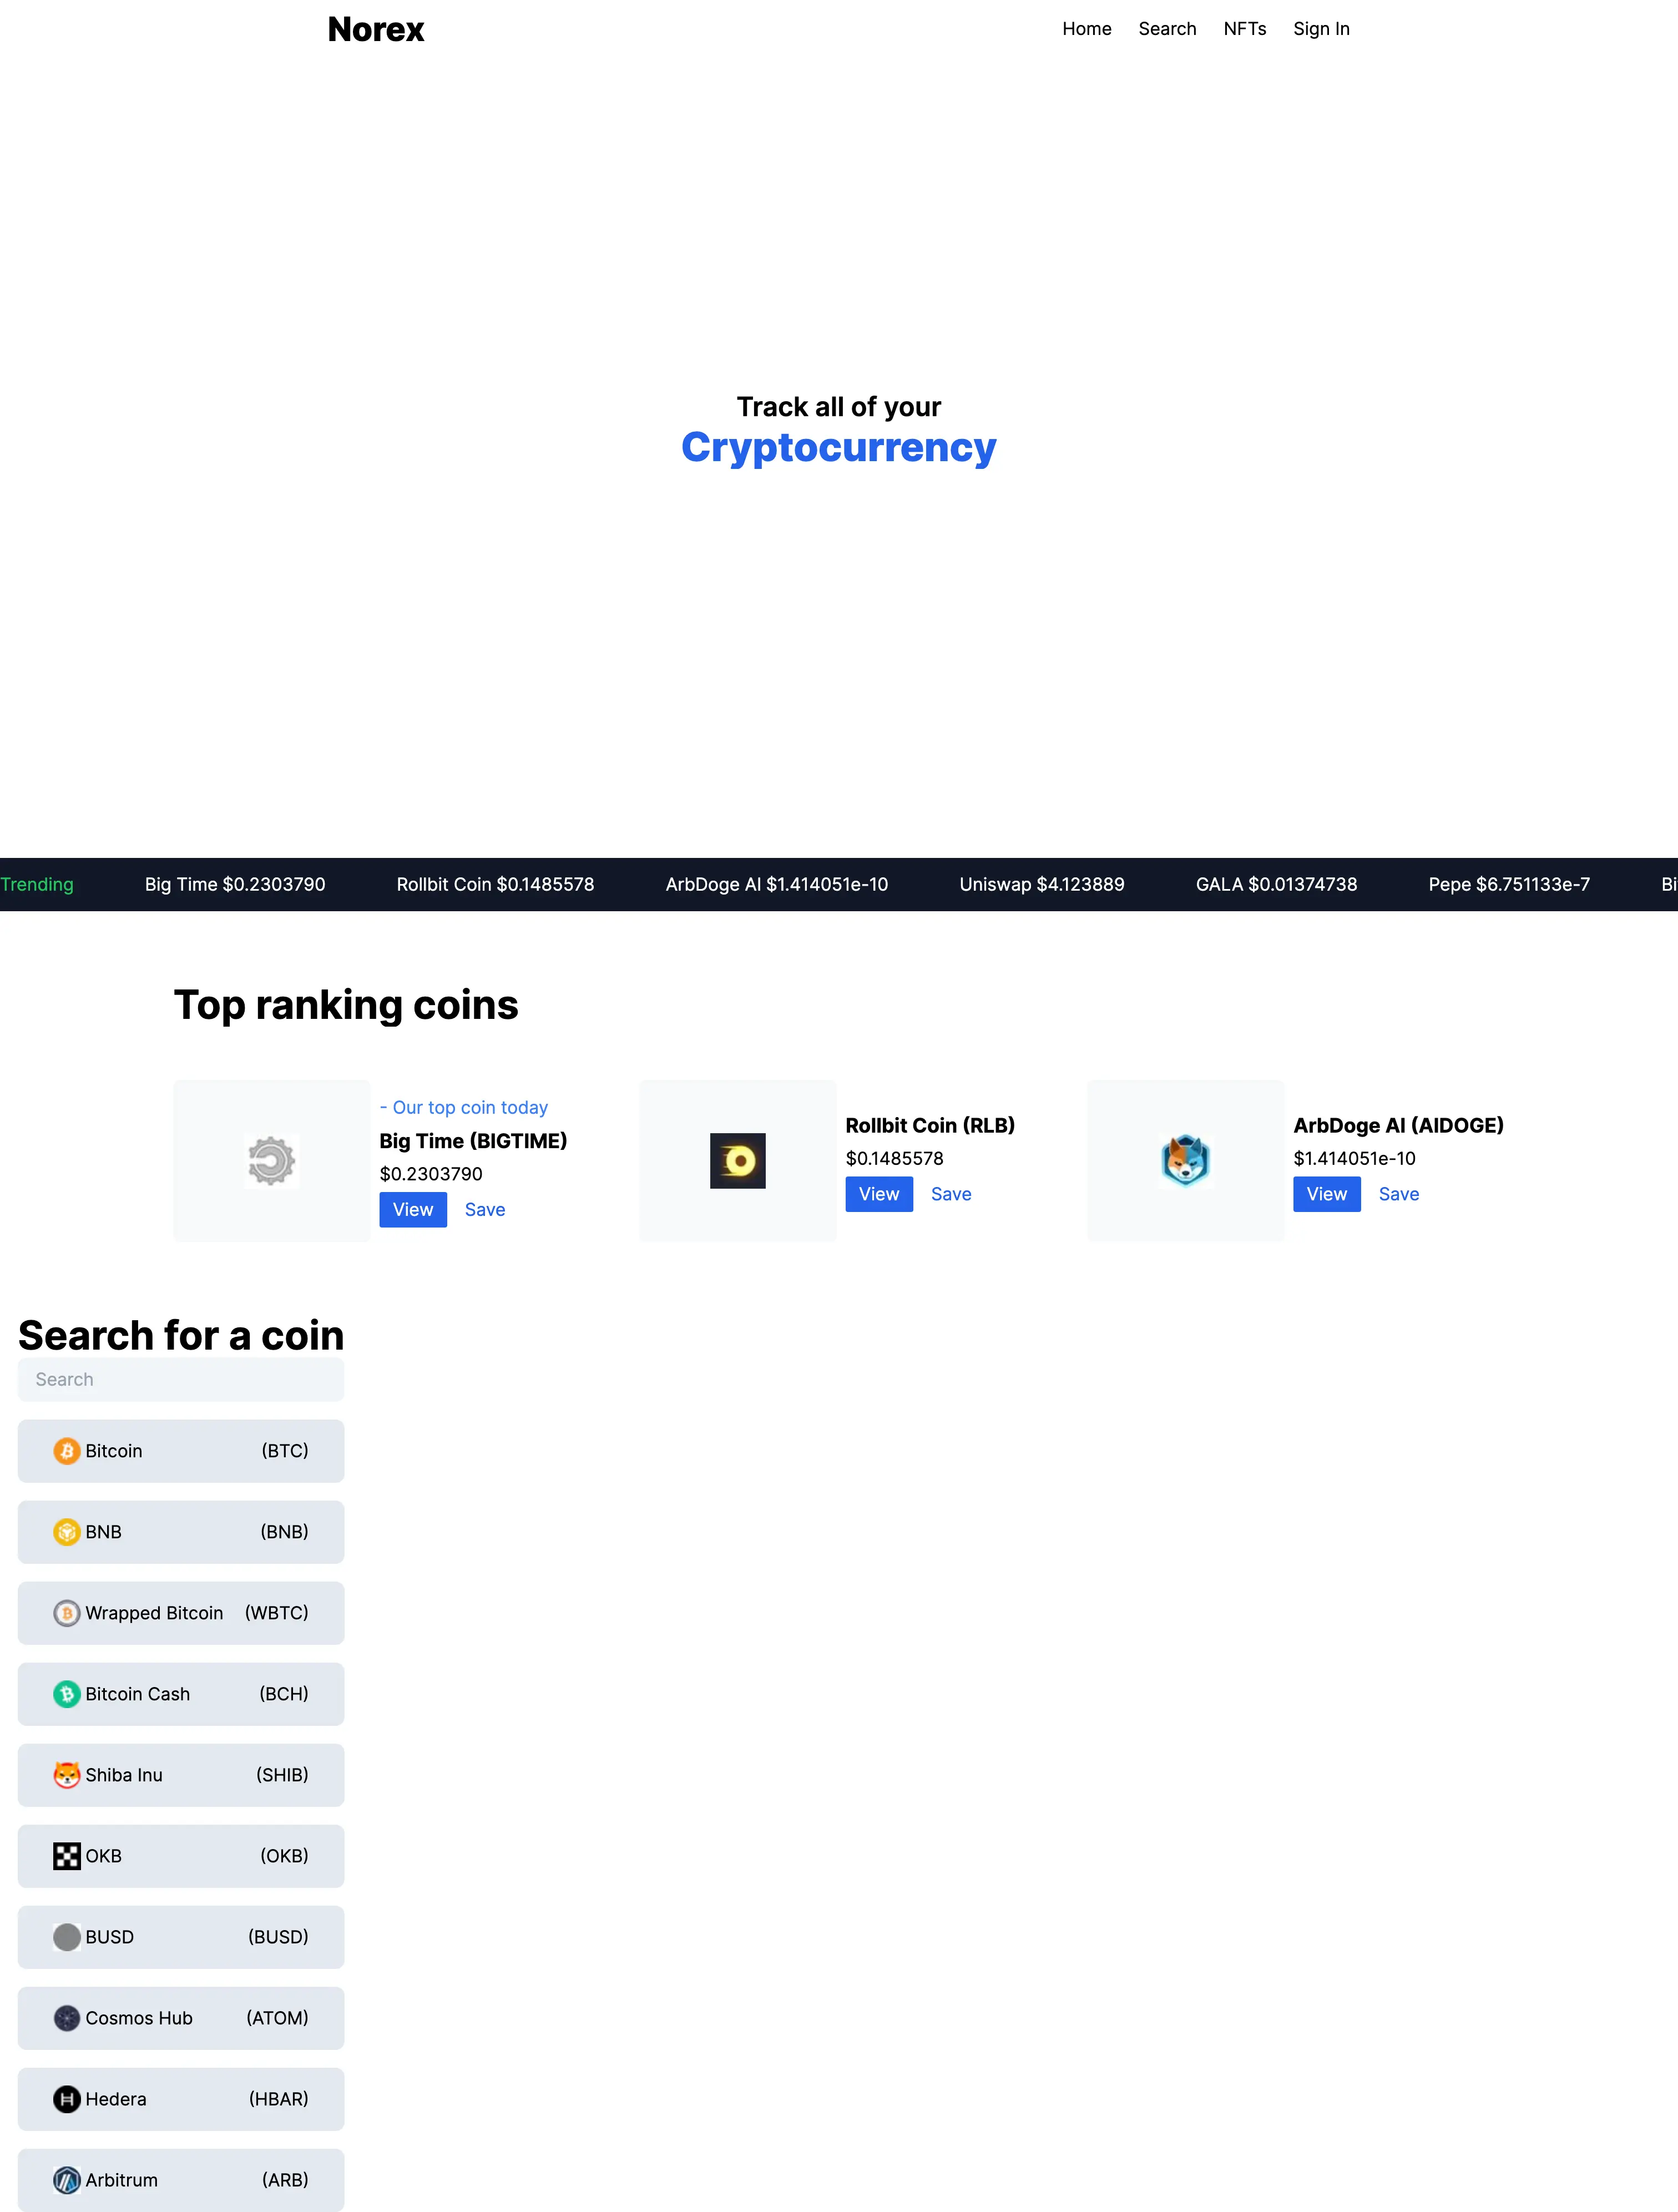 Norex
Home Search NFTs Sign In
Track all of your
Cryptocurrency
Trending Big Time $0.2303790 Rollbit Coin $0.1485578 ArbDoge AI $1.414051e-10 Uniswap $4.123889 GALA $0.01374738 Pepe $6.751133e-7 Bi
Top ranking coins
- Our top coin today
Big Time (BIGTIME)
$0.2303790
View Save
Rollbit Coin (RLB)
$0.1485578
View Save
ArbDoge AI (AIDOGE)
$1.414051e-10
View Save
Search for a coin
Search
Bitcoin (BTC)
BNB (BNB)
Wrapped Bitcoin (WBTC)
Bitcoin Cash (BCH)
Shiba Inu (SHIB)
OKB (OKB)
BUSD (BUSD)
Cosmos Hub (ATOM)
Hedera (HBAR)
Arbitrum (ARB)